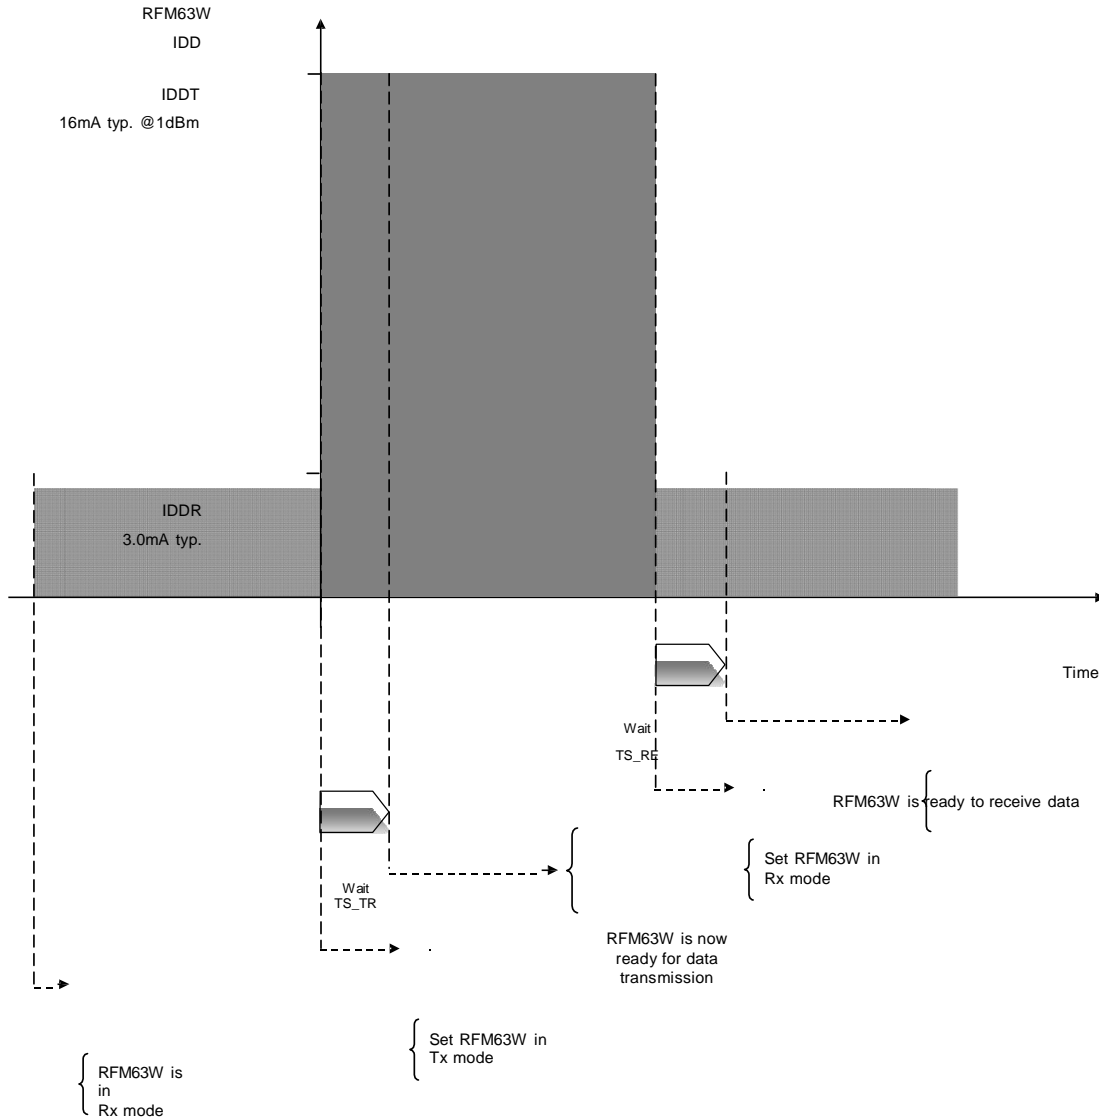 RFM63W
IDD
IDDT
16mA typ. @1dBm
IDDR
3.0mA typ.
Time
Wait
TS_RE
RFM63W is ready to receive data
Set RFM63W in
Rx mode
Wait
TS_TR
RFM63W is now
ready for data
transmission
Set RFM63W in
Tx mode
RFM63W is
in
Rx mode